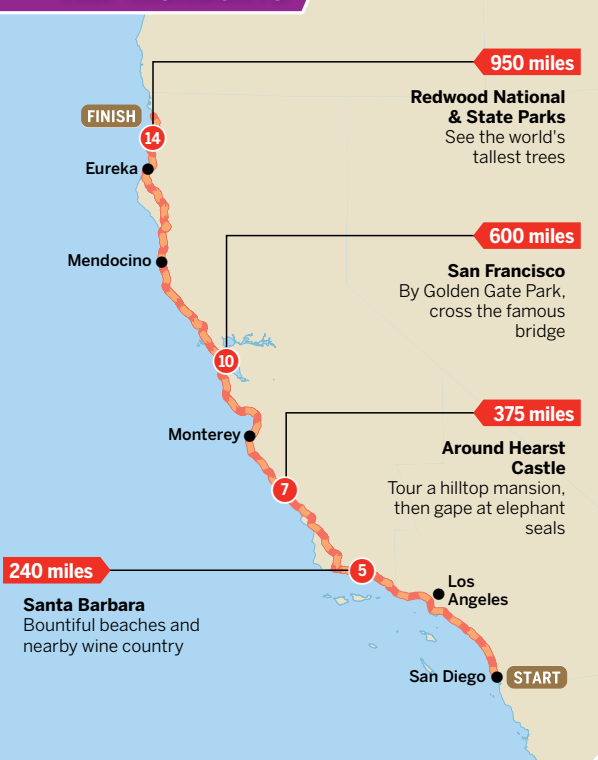 950 miles
Redwood National
& State Parks
See the world's
tallest trees
FINISH
14
Eureka
600 miles
San Francisco
By Golden Gate Park,
cross the famous
bridge
Mendocino
10
375 miles
Around Hearst
Castle
Tour a hilltop mansion,
then gape at elephant
seals
Monterey
7
240 miles
Santa Barbara
Bountiful beaches and
nearby wine country
5
Los
Angeles
San Diego
START